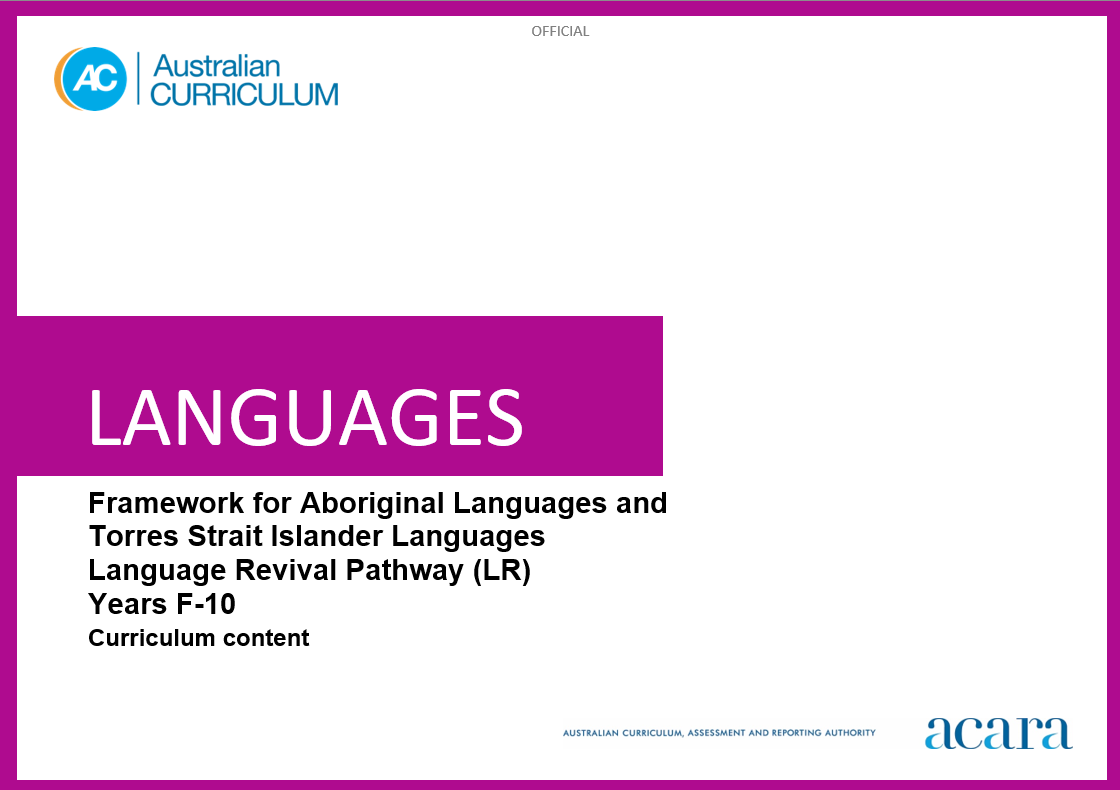 OFFICIAL
AC
Australian
CURRICULUM
LANGUAGES
Framework for Aboriginal Languages and
Torres Strait Islander Languages
Language Revival Pathway (LR)
Years F-10
Curriculum content
AUSTRALIAN CURRICULUM, ASSESSMENT AND REPORTING AUTHORITY
acara